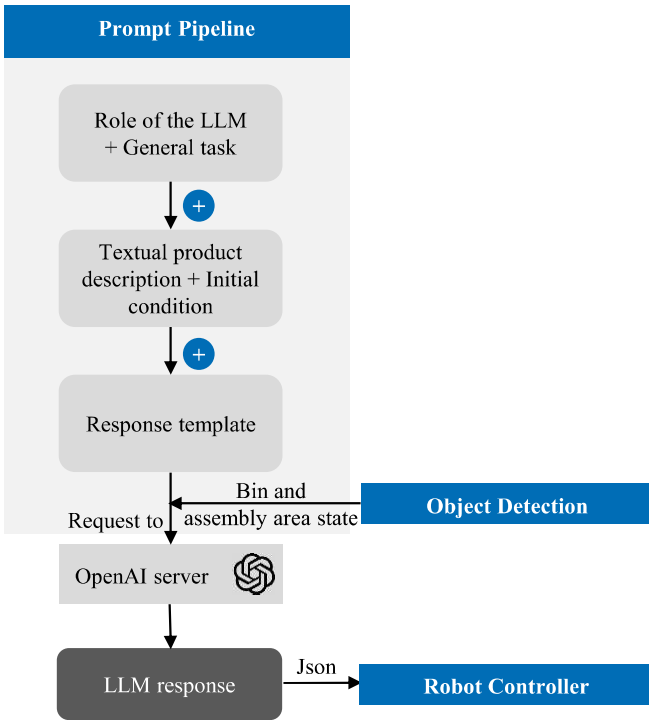 Prompt Pipeline
Role of the LLM
+ General task
+
Textual product
description + Initial
condition
+
Response template
Bin and
assembly area state
Object Detection
Request to
OpenAI server
LLM response
Json
Robot Controller